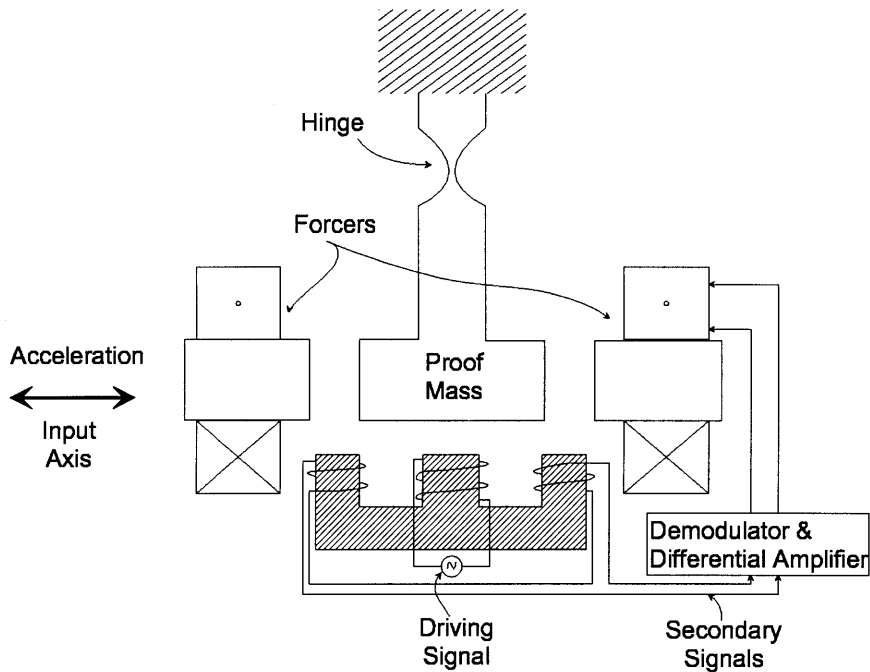 Hinge
Forcers
Acceleration
Input
Axis
Proof
Mass
Demodulator &
Differential Amplifier
Driving
Signal
Secondary
Signals